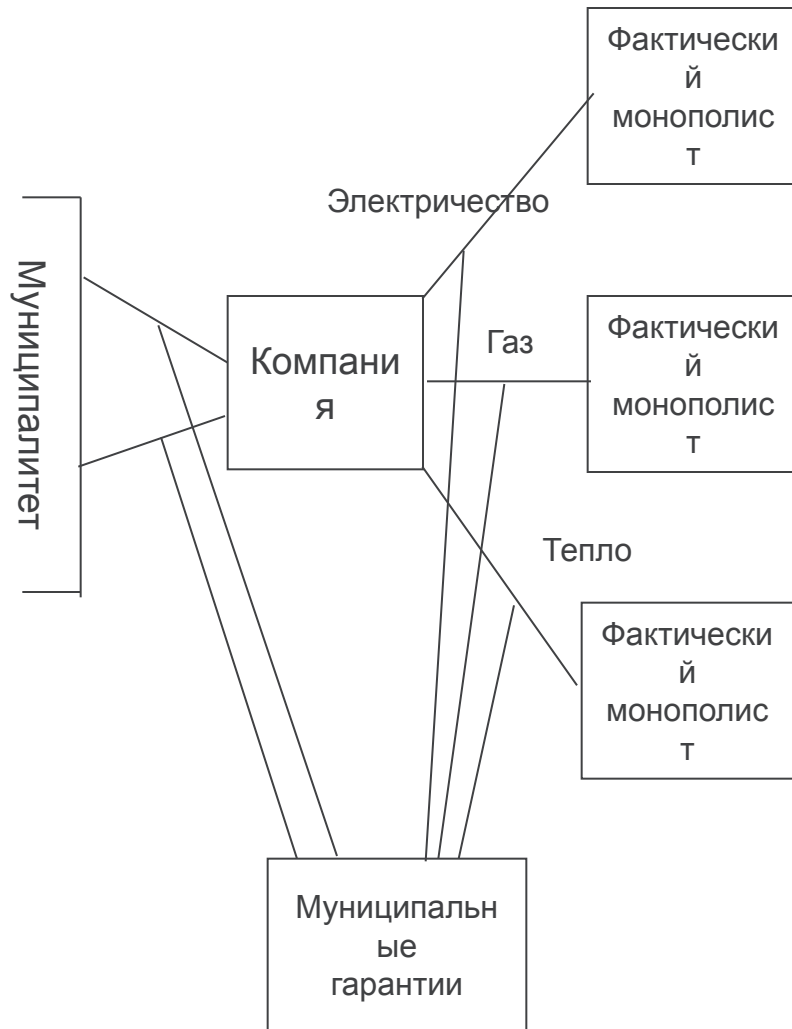 Фактически
й
монополис
т
Электричество
Муниципалитет
Компани
я
Газ
Фактически
й
монополис
т
Тепло
Фактически
й
монополис
т
Муниципальн
ые
гарантии